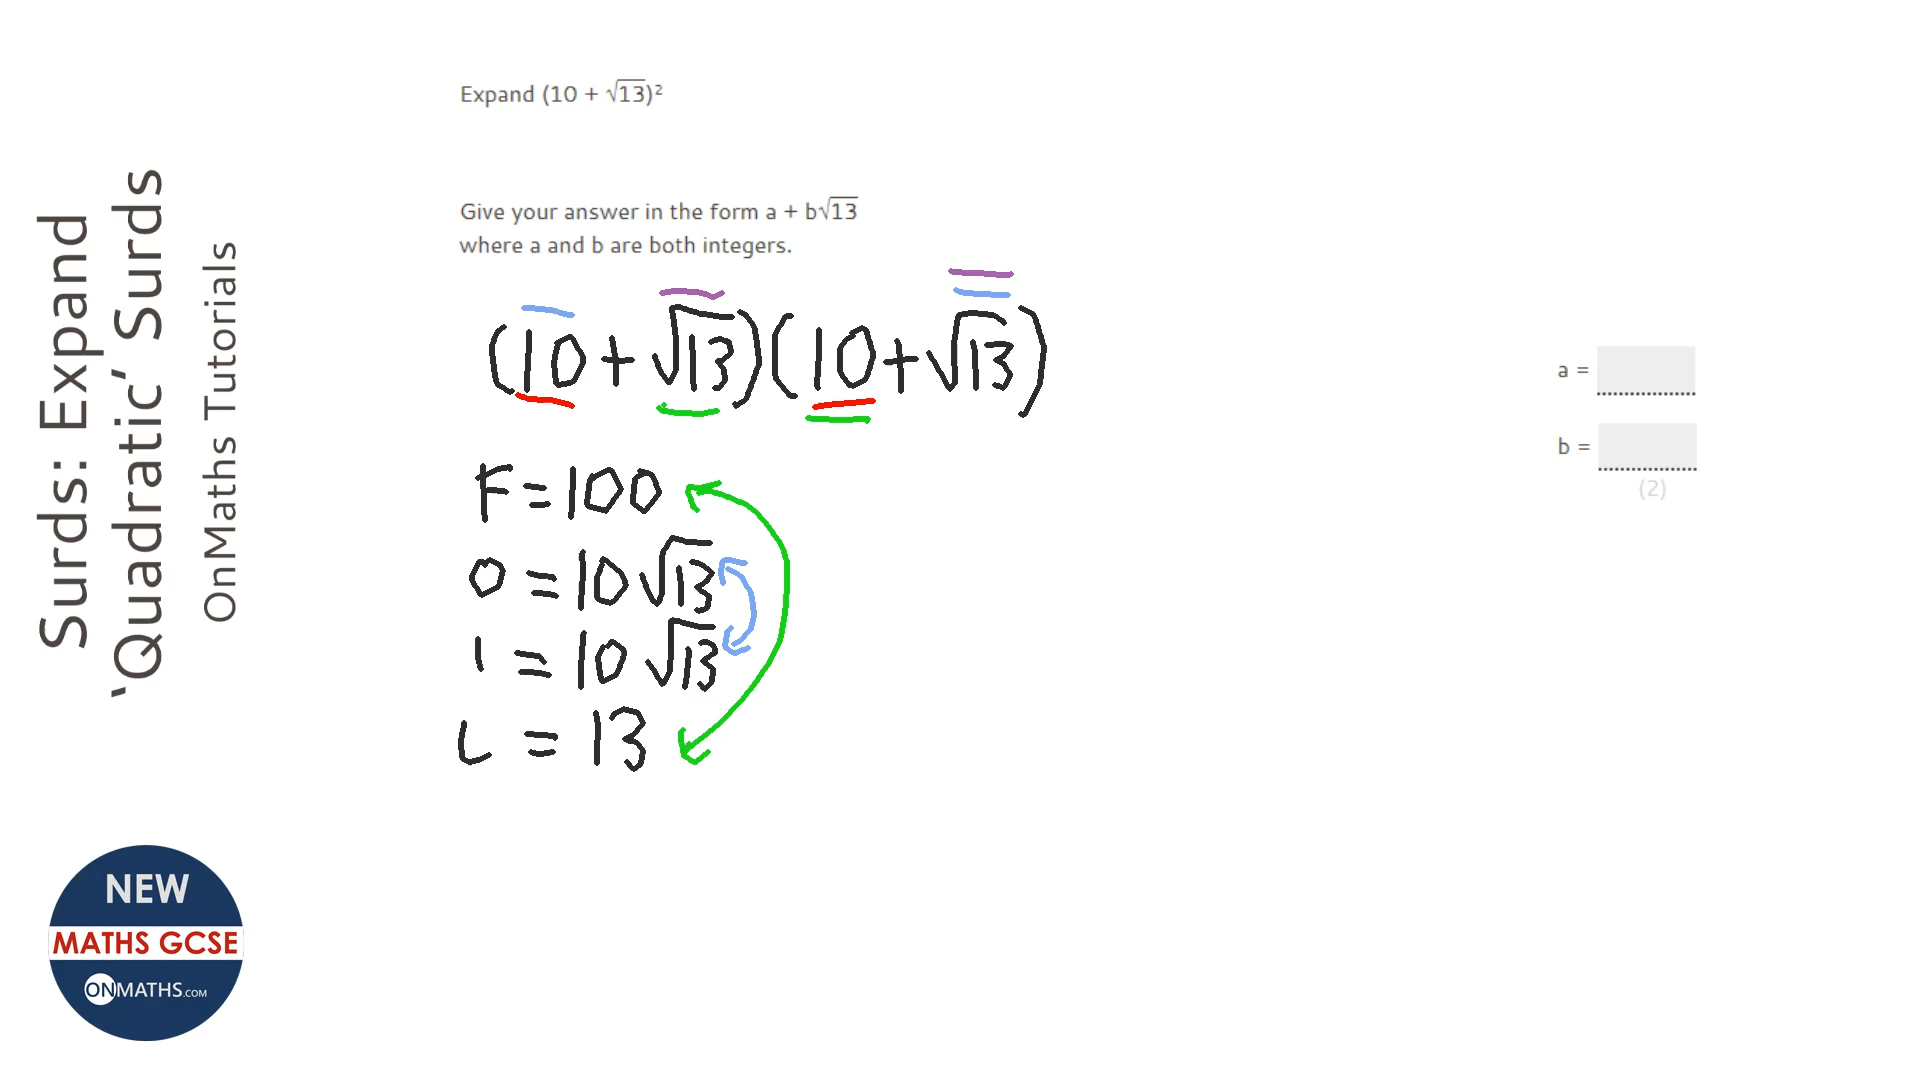 Surds: Expand
‘Quadratic’ Surds
OnMaths Tutorials
Expand (10 + √13)²
Give your answer in the form a + b√13
where a and b are both integers.
(10 + √13)(10 + √13)
F = 100
O = 10√13
I = 10√13
L = 13
a =
b =
(2)
NEW
MATHS GCSE
ONMATHS.COM